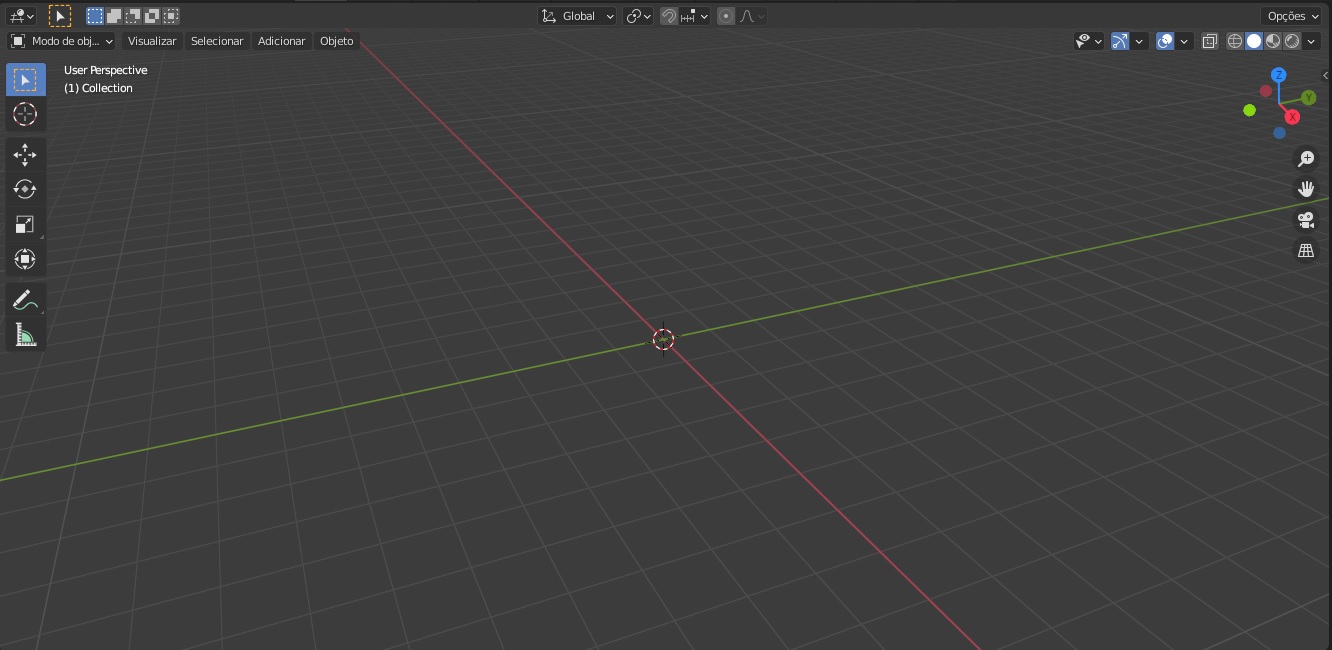 Global
Opções
Modo de obj...
Visualizar
Selecionar
Adicionar
Objeto
User Perspective
(1) Collection
Z
Y
X